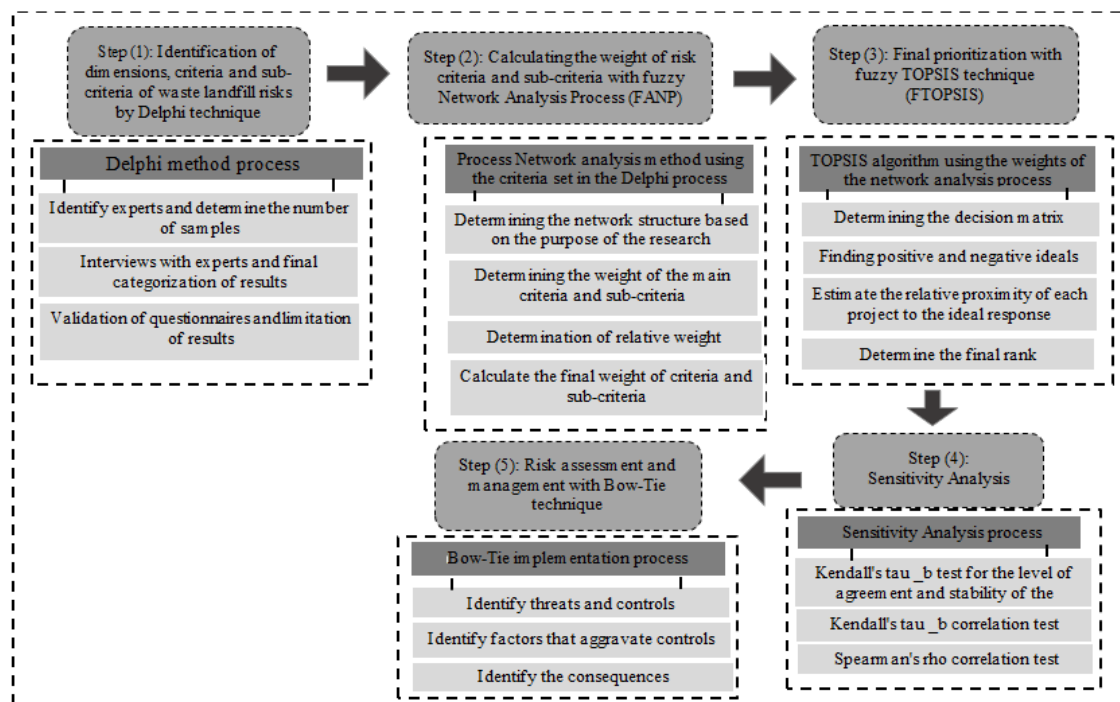 Step (1): Identification of
dimensions, criteria and sub-
criteria of waste landfill risks
by Delphi technique
Delphi method process
Identify experts and determine the number
of samples
Interviews with experts and final
categorization of results
Validation of questionnaires and limitation
of results
Step (2): Calculating the weight of risk
criteria and sub-criteria with fuzzy
Network Analysis Process (FANP)
Process Network analysis method using
the criteria set in the Delphi process
Determining the network structure based
on the purpose of the research
Determining the weight of the main
criteria and sub-criteria
Determination of relative weight
Calculate the final weight of criteria and
sub-criteria
Step (3): Final prioritization with
fuzzy TOPSIS technique
(FTOPSIS)
TOPSIS algorithm using the weights of
the network analysis process
Determining the decision matrix
Finding positive and negative ideals
Estimate the relative proximity of each
project to the ideal response
Determine the final rank
Step (4):
Sensitivity Analysis
Sensitivity Analysis process
Kendall's tau _b test for the level of
agreement and stability of the
Kendall's tau _b correlation test
Spearman's rho correlation test
Step (5): Risk assessment and
management with Bow-Tie
technique
Bow-Tie implementation process
Identify threats and controls
Identify factors that aggravate controls
Identify the consequences